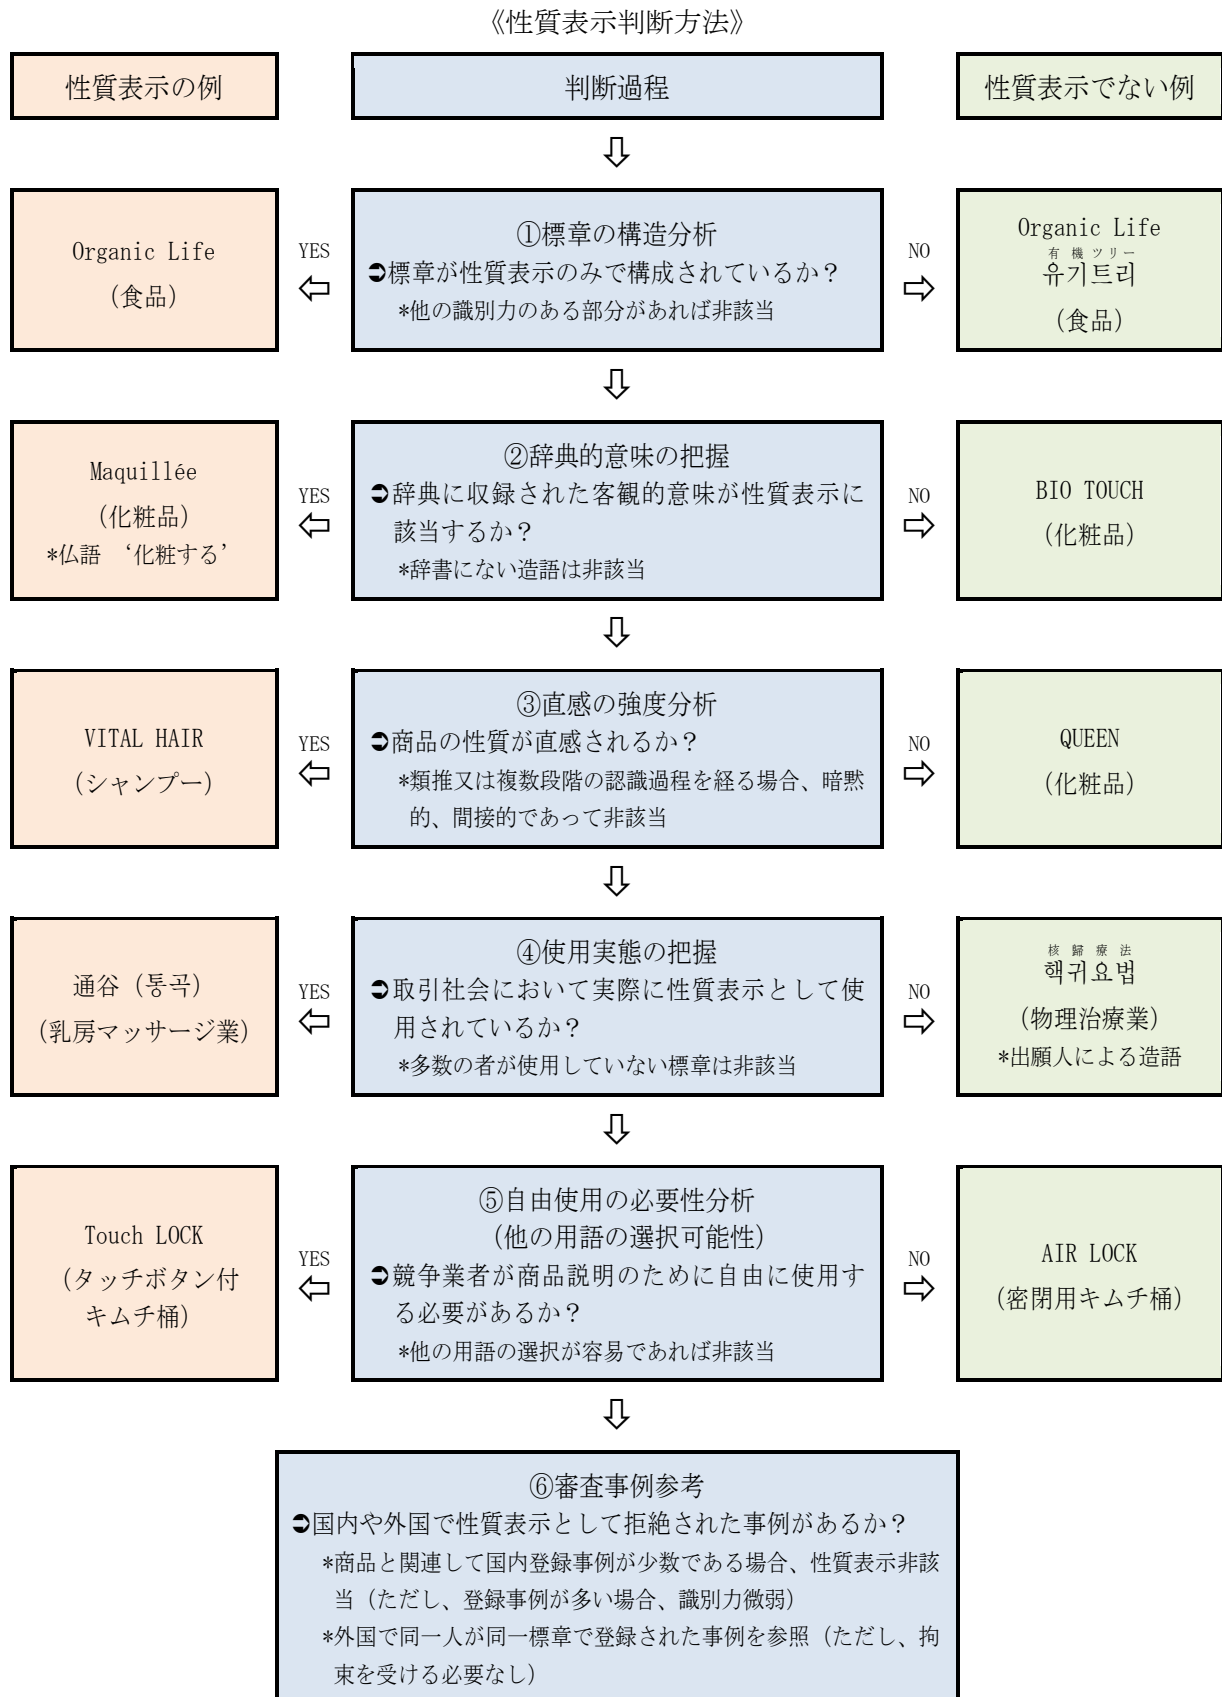 《性質表示判断方法》
性質表示の例
判断過程
性質表示でない例
⇩
Organic Life
(食品)
YES
⇦
①標章の構造分析
➲標章が性質表示のみで構成されているか？
*他の識別力のある部分があれば非該当
NO
⇨
Organic Life
有機ツリー
유기트리
(食品)
⇩
Maquillée
(化粧品)
*仏語 ‘化粧する’
YES
⇦
②辞典的意味の把握
➲辞典に収録された客観的意味が性質表示に
該当するか？
*辞書にない造語は非該当
NO
⇨
BIO TOUCH
(化粧品)
⇩
VITAL HAIR
(シャンプー)
YES
⇦
③直感の強度分析
➲商品の性質が直感されるか？
*類推又は複数段階の認識過程を経る場合、暗黙
的、間接的であって非該当
NO
⇨
QUEEN
(化粧品)
⇩
通谷 (통곡)
(乳房マッサージ業)
YES
⇦
④使用実態の把握
➲取引社会において実際に性質表示として使
用されているか？
*多数の者が使用していない標章は非該当
NO
⇨
核歸療法
핵귀요법
(物理治療業)
*出願人による造語
⇩
Touch LOCK
(タッチボタン付
キムチ桶)
YES
⇦
⑤自由使用の必要性分析
(他の用語の選択可能性)
➲競争業者が商品説明のために自由に使用す
る必要があるか？
*他の用語の選択が容易であれば非該当
NO
⇨
AIR LOCK
(密閉用キムチ桶)
⇩
⑥審査事例参考
➲国内や外国で性質表示として拒絶された事例があるか？
*商品と関連して国内登録事例が少数である場合、性質表示非該
当（ただし、登録事例が多い場合、識別力微弱）
*外国で同一人が同一標章で登録された事例を参照（ただし、拘
束を受ける必要なし）